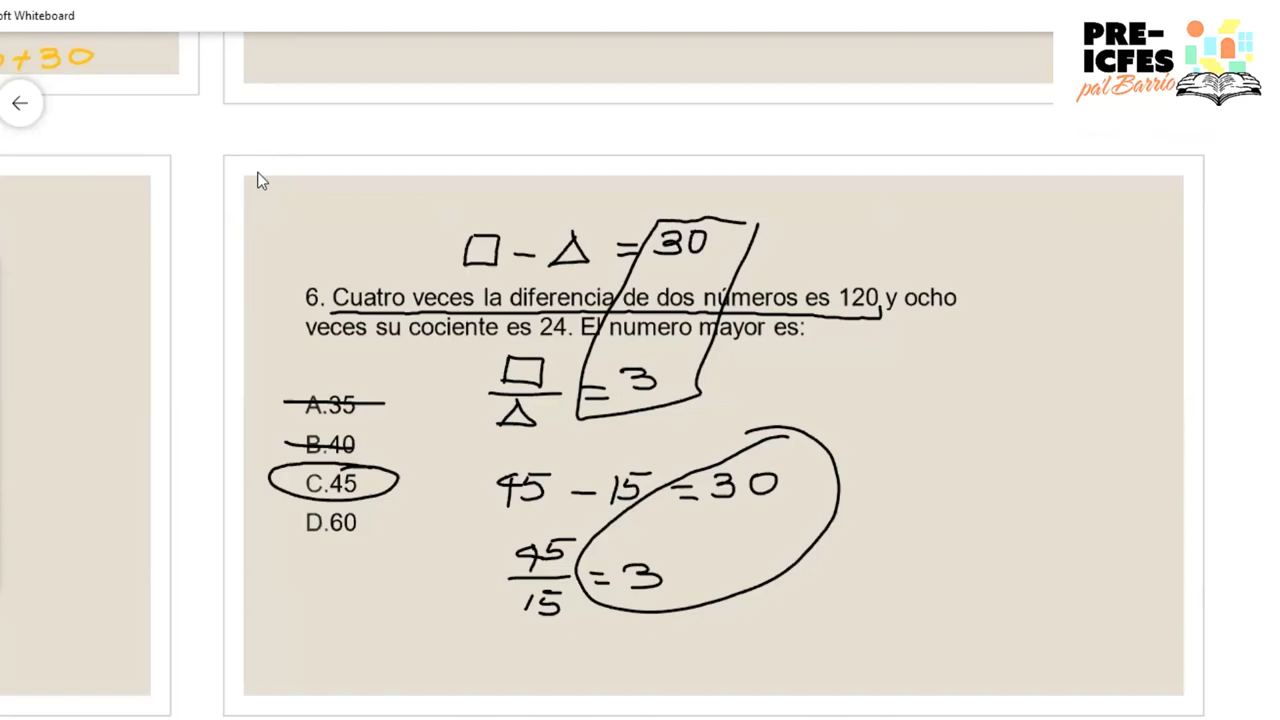 oft Whiteboard
PRE-
ICFES
pa'l Barrio
+30
□ - △ = 30
6. Cuatro veces la diferencia de dos números es 120 y ocho
veces su cociente es 24. El numero mayor es:
□/△ = 3
A.35
B.40
C.45
D.60
45 - 15 = 30
45/15 = 3